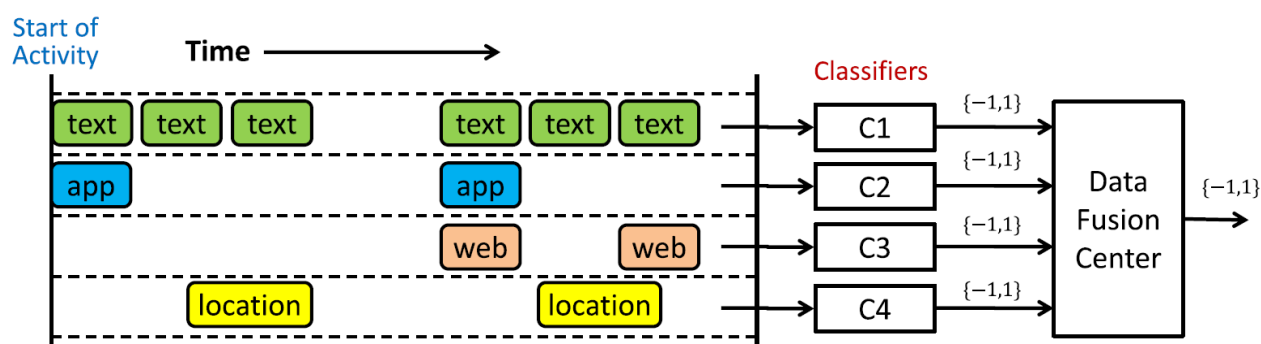 Start of
Activity
Time
Classifiers
text text text text text text
C1
{−1,1}
app app
C2
{−1,1}
web web
C3
{−1,1}
location location
C4
{−1,1}
Data
Fusion
Center
{−1,1}